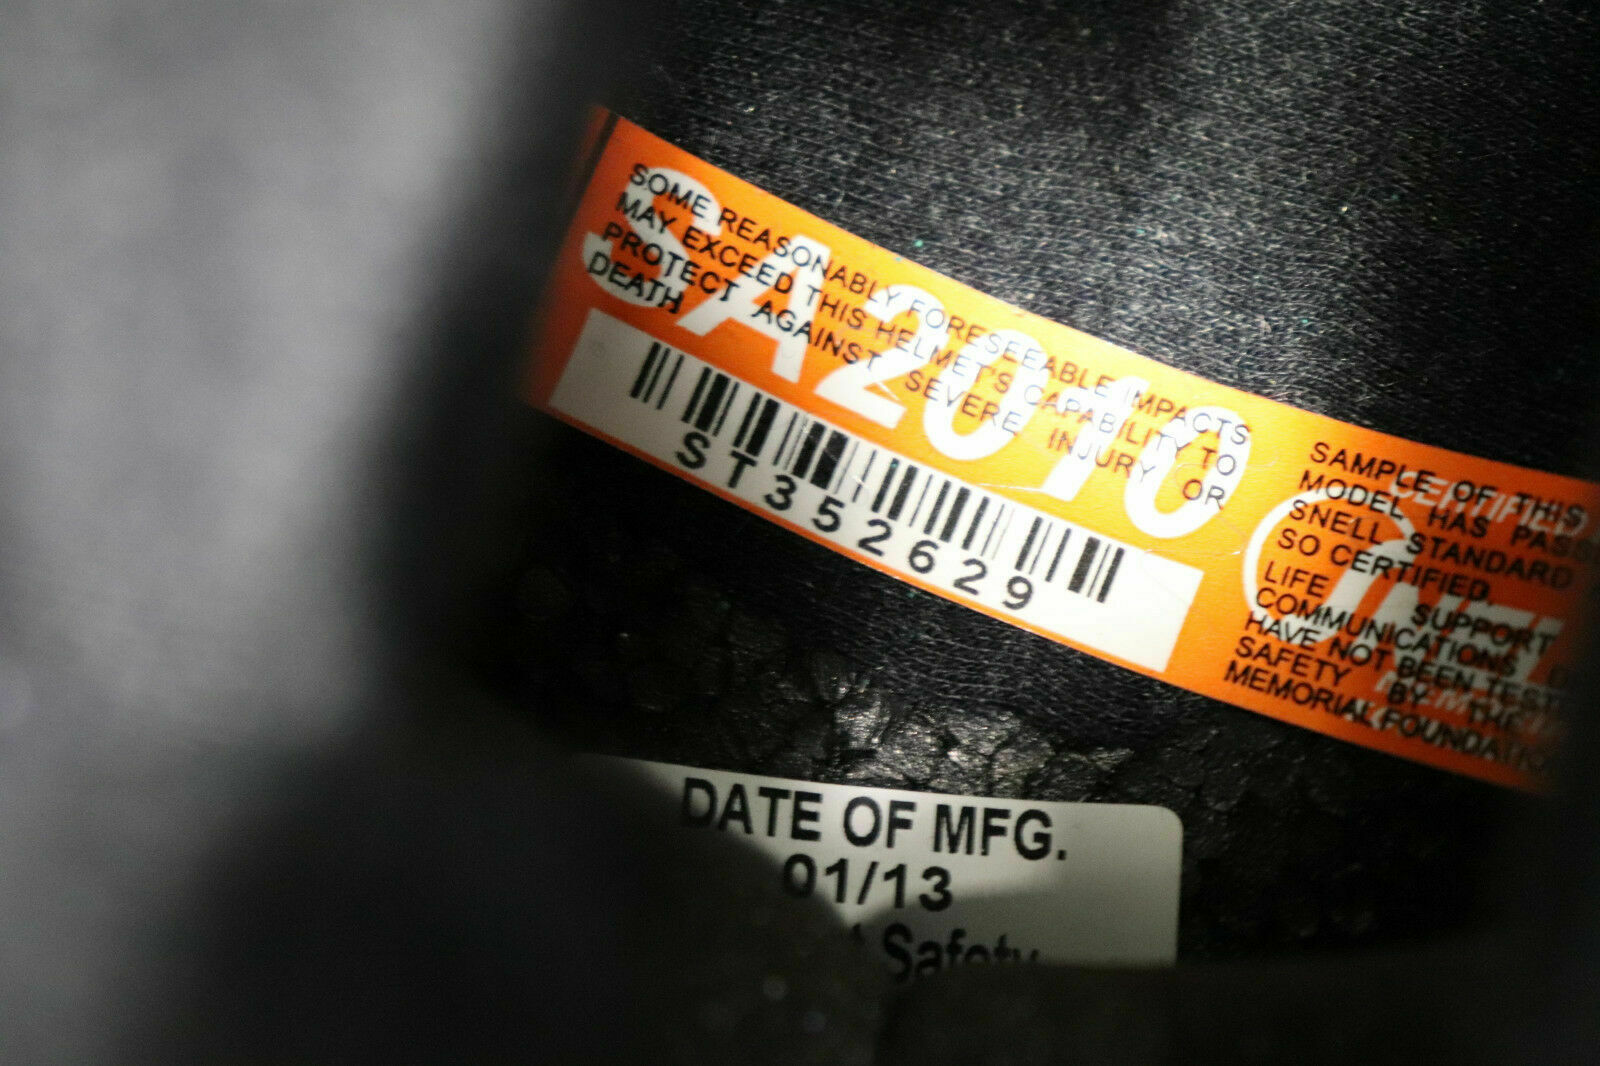 SA2010
SOME REASONABLY FORESEEABLE IMPACTS
MAY EXCEED THIS HELMET'S CAPABILITY TO
PROTECT AGAINST SEVERE INJURY OR
DEATH
ST352629
SAMPLE OF THIS
MODEL HAS
SNELL STANDARD
SO CERTIFIED.
LIFE SUPPORT
COMMUNICATIONS
HAVE NOT BEEN
SAFETY BY THE
MEMORIAL
CERTIFIED
DATE OF MFG.
01/13
Safety